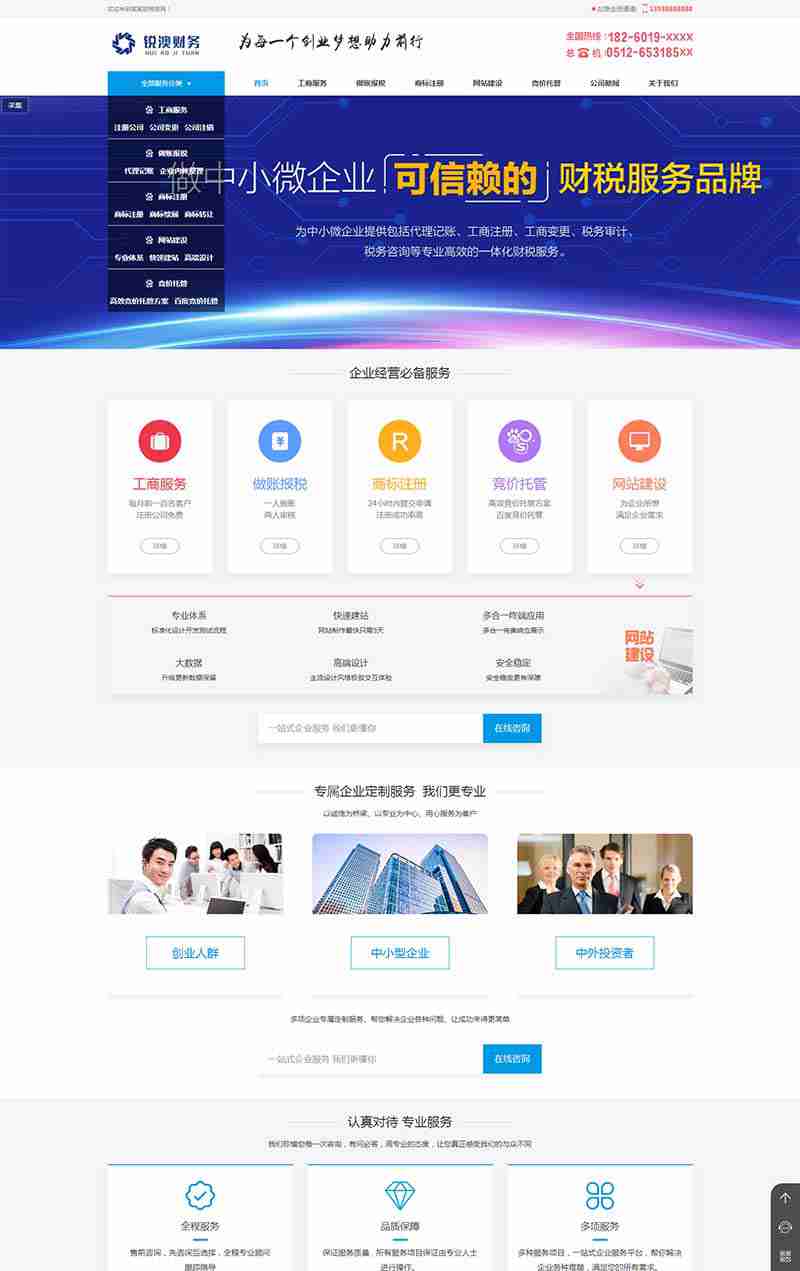 13938888888
锐澳财务
HUI AO JI TUAN
为每一个创业梦想助力前行
全国热线:182-6019-XXXX
总 机:0512-653185XX
全部服务分类
首页 工商服务 做账报税 商标注册 网站建设 竞价托管 公司新闻 关于我们
采集
工商服务
注册公司 公司变更 公司注销
做账报税
代理记账 企业内账整理
商标注册
商标注册 商标续展 商标转让
网站建设
专业体系 快速建站 高端设计
竞价托管
高效竞价托管方案 百度竞价托管
做中小微企业 可信赖的 财税服务品牌
为中小微企业提供包括代理记账、工商注册、工商变更、税务审计、
税务咨询等专业高效的一体化财税服务。
企业经营必备服务
工商服务 做账报税 商标注册 竞价托管 网站建设
每月前一百名客户 一人做账 24小时内提交申请 高效竞价托管方案 为企业所想
注册公司免费 两人审核 注册成功率高 百度竞价托管 满足企业需求
详细 详细 详细 详细 详细
专业体系 快速建站 多合一终端应用
标准化设计开发测试流程 网站制作最快只需5天 多合一完美响应展示
网站
建设
大数据 高端设计 安全稳定
升级更新数据保留 主流设计风格极致交互体验 安全稳度更有保障
一站式企业服务 我们更懂你 在线咨询
专属企业定制服务 我们更专业
以诚信为桥梁、以专业为中心、用心服务为客户
创业人群 中小型企业 中外投资者
多项企业专属定制服务、帮您解决企业各种问题、让成功来得更简单
一站式企业服务 我们更懂你 在线咨询
认真对待 专业服务
我们珍惜您每一次咨询，有问必答，用专业的态度，让您真正感受我们的与众不同
全程服务 品质保障 多项服务
售前咨询，先咨询后选择，全程专业顾问 保证服务质量，所有服务项目保证由专业人士 多种服务项目，一站式企业服务平台，帮你解决
跟踪指导 进行操作。 企业各种难题，满足您的所有需求。